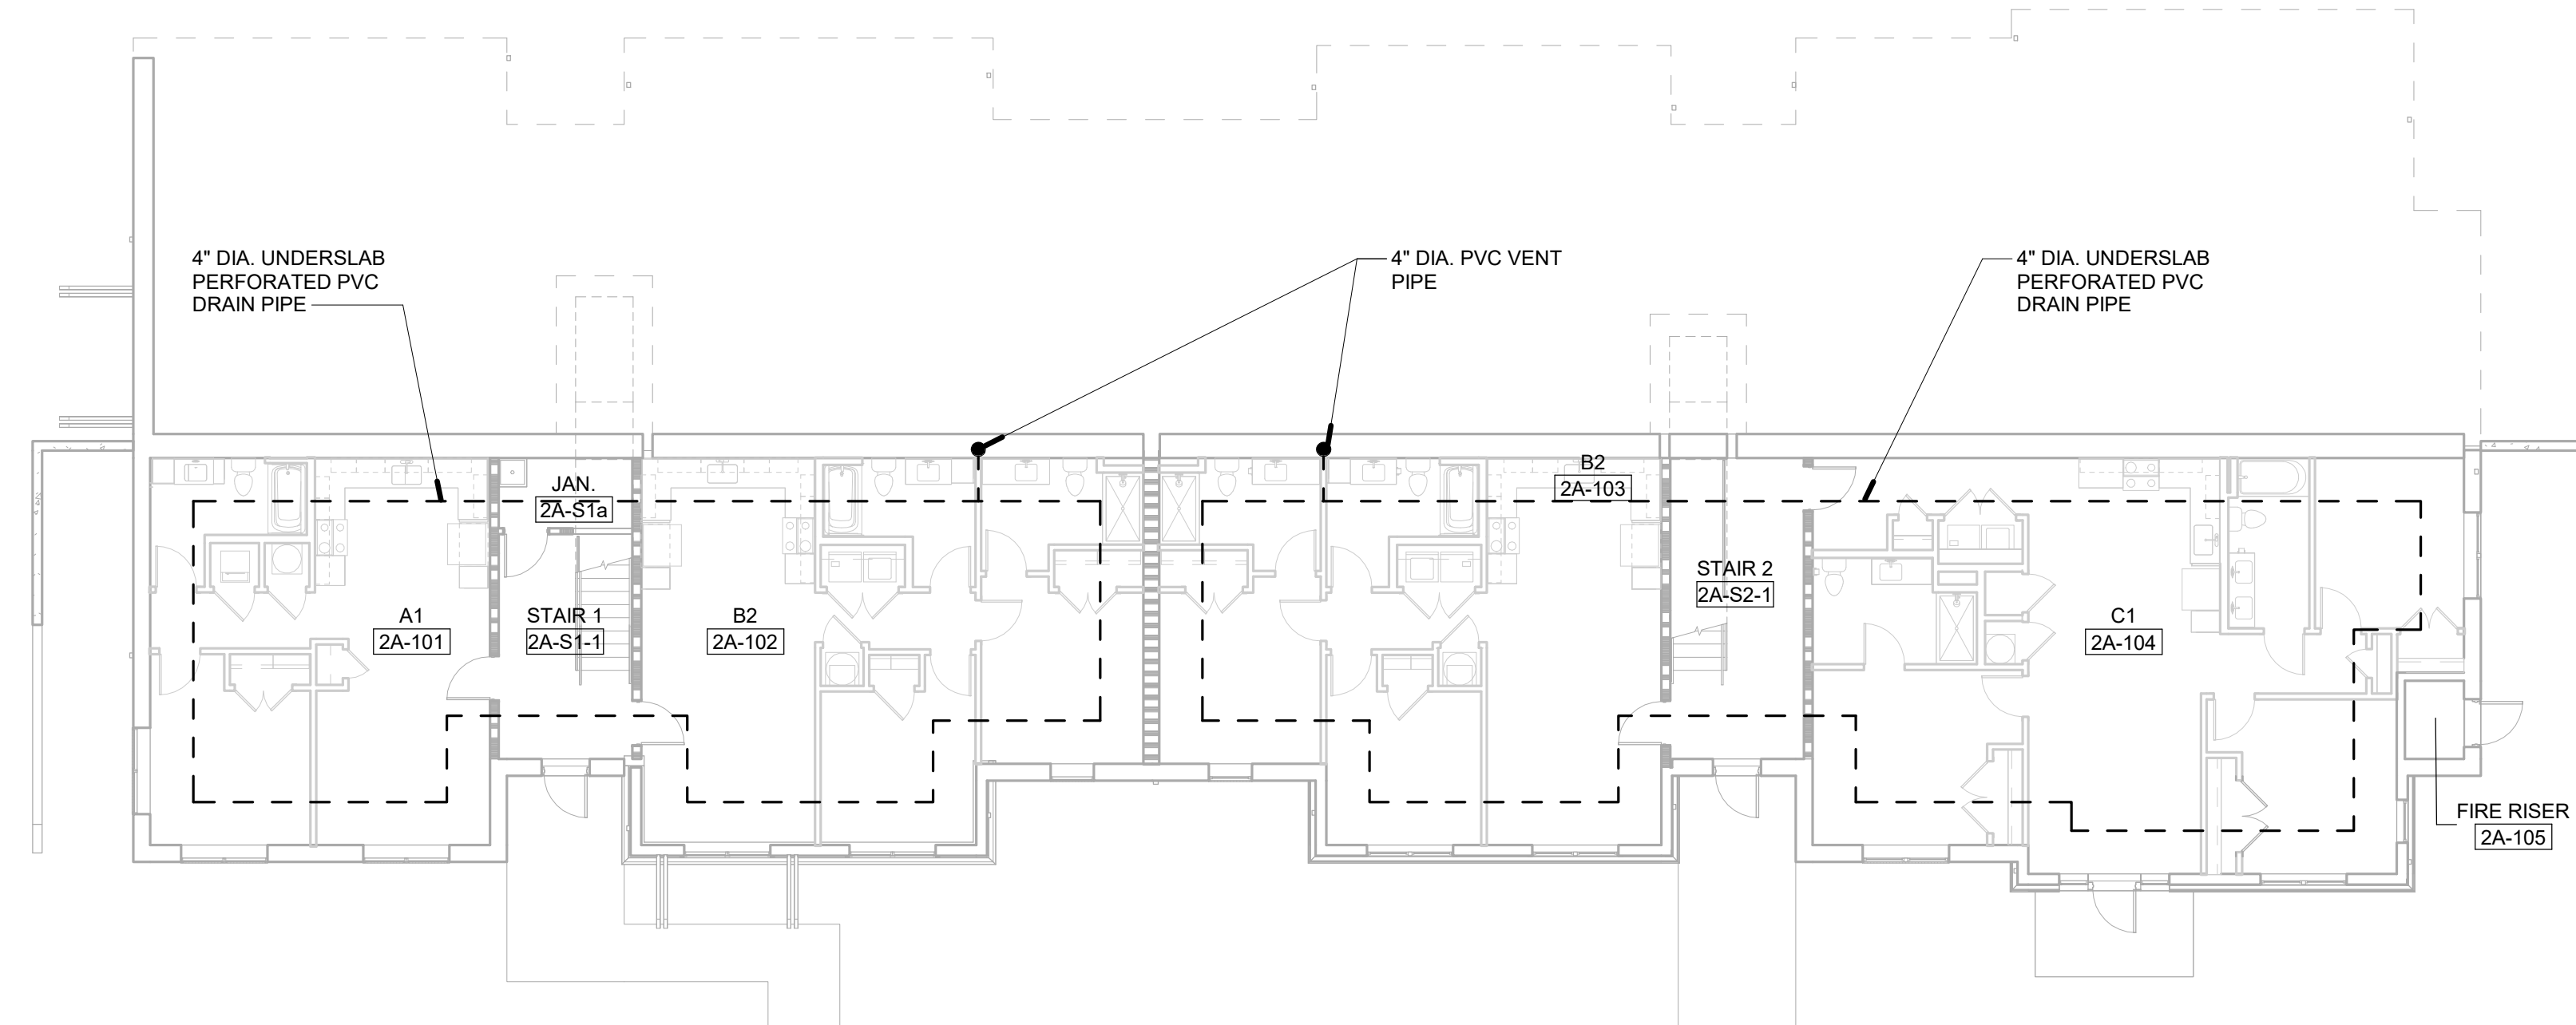 4" DIA. UNDERSLAB
PERFORATED PVC
DRAIN PIPE
4" DIA. PVC VENT
PIPE
4" DIA. UNDERSLAB
PERFORATED PVC
DRAIN PIPE
JAN.
2A-S1a
B2
2A-103
A1
2A-101
STAIR 1
2A-S1-1
B2
2A-102
STAIR 2
2A-S2-1
C1
2A-104
FIRE RISER
2A-105